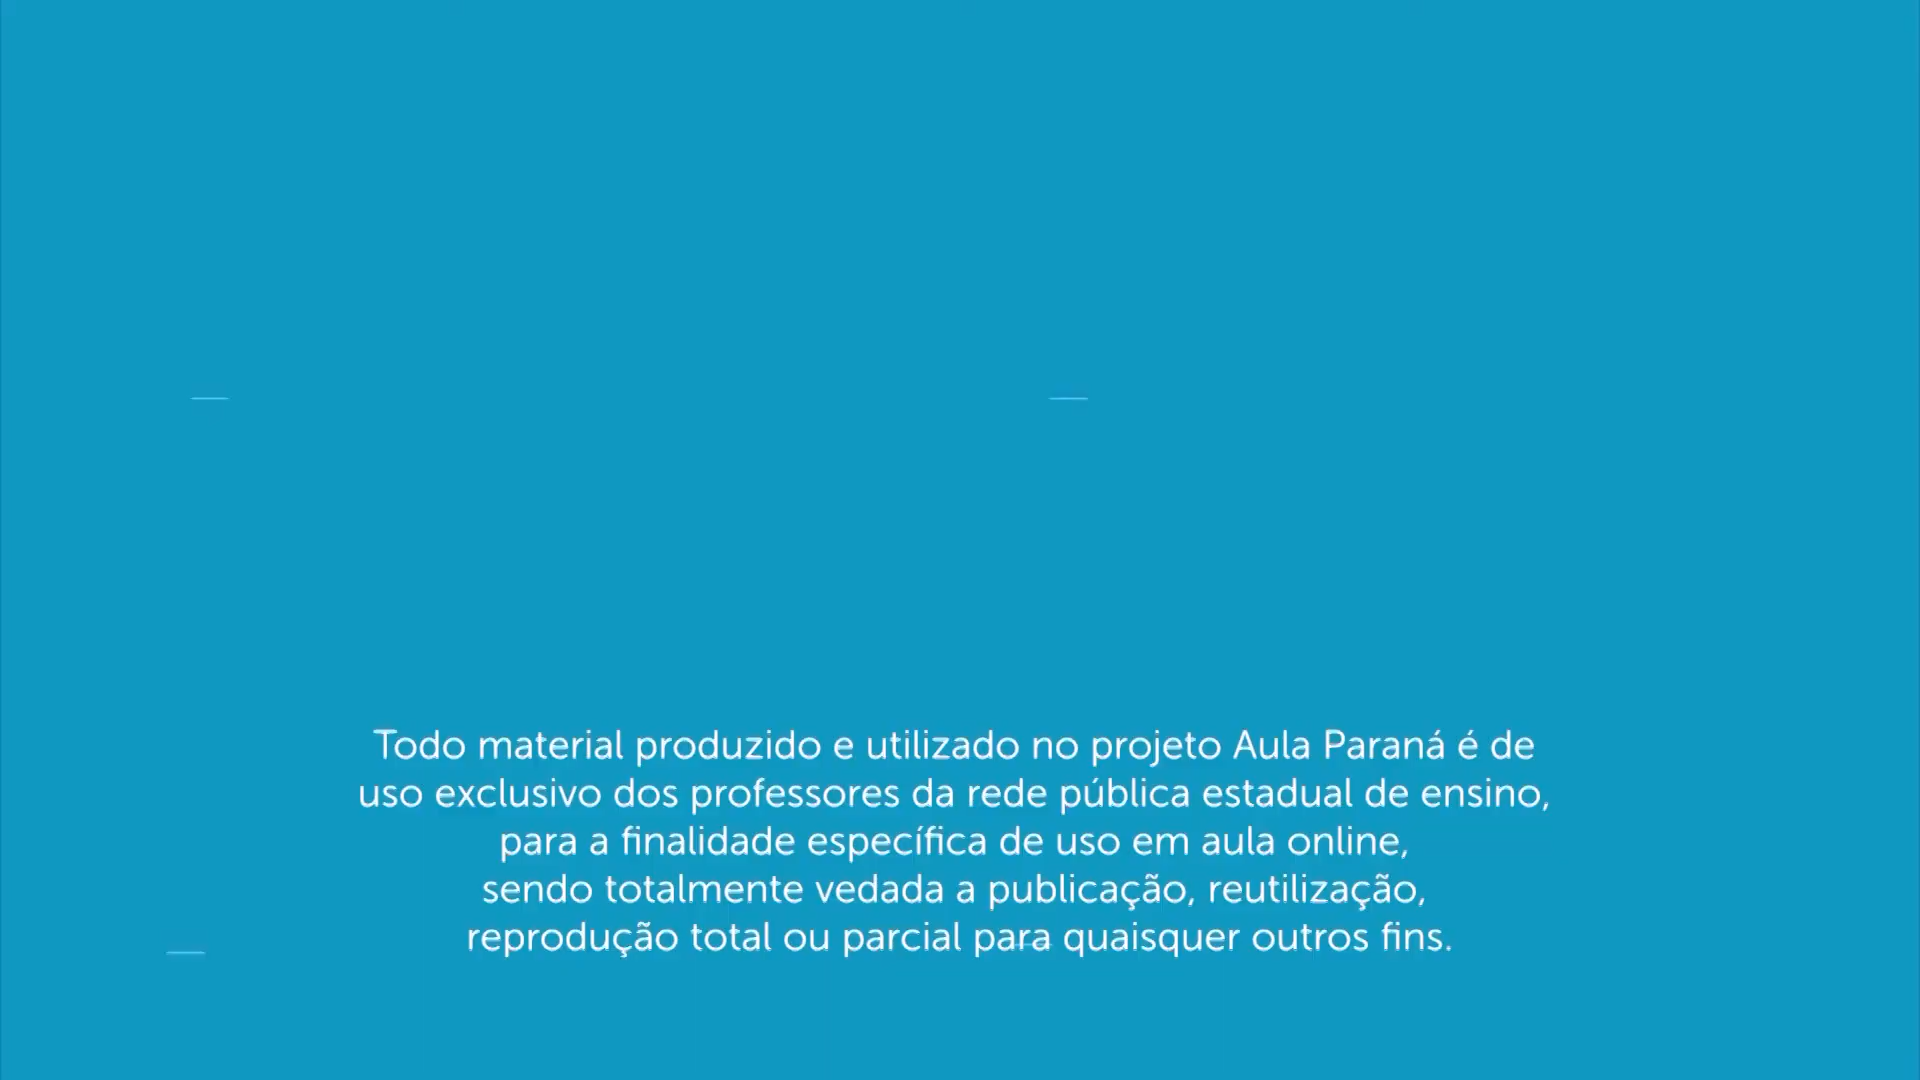 Todo material produzido e utilizado no projeto Aula Paraná é de
uso exclusivo dos professores da rede pública estadual de ensino,
para a finalidade específica de uso em aula online,
sendo totalmente vedada a publicação, reutilização,
reprodução total ou parcial para quaisquer outros fins.